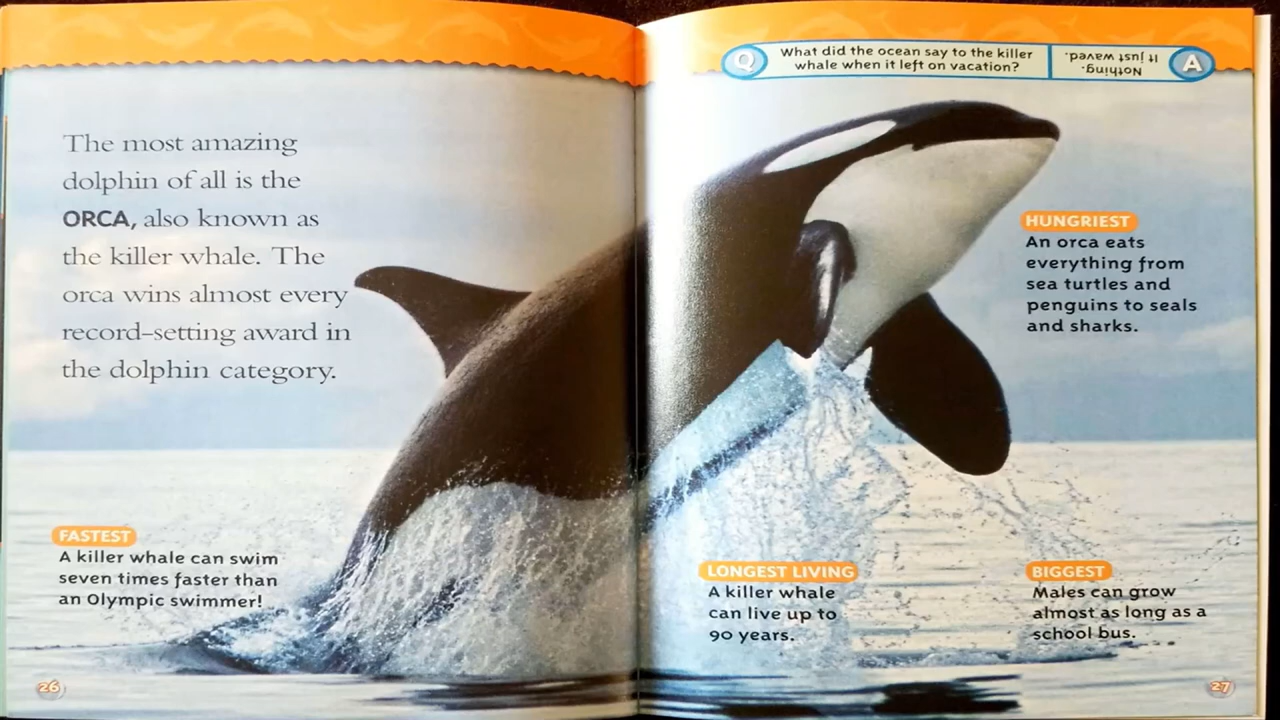 The most amazing
dolphin of all is the
ORCA, also known as
the killer whale. The
orca wins almost every
record-setting award in
the dolphin category.
FASTEST
A killer whale can swim
seven times faster than
an Olympic swimmer!
26
Q
What did the ocean say to the killer
whale when it left on vacation?
A
Nothing.
It just waved.
HUNGRIEST
An orca eats
everything from
sea turtles and
penguins to seals
and sharks.
LONGEST LIVING
A killer whale
can live up to
90 years.
BIGGEST
Males can grow
almost as long as a
school bus.
27